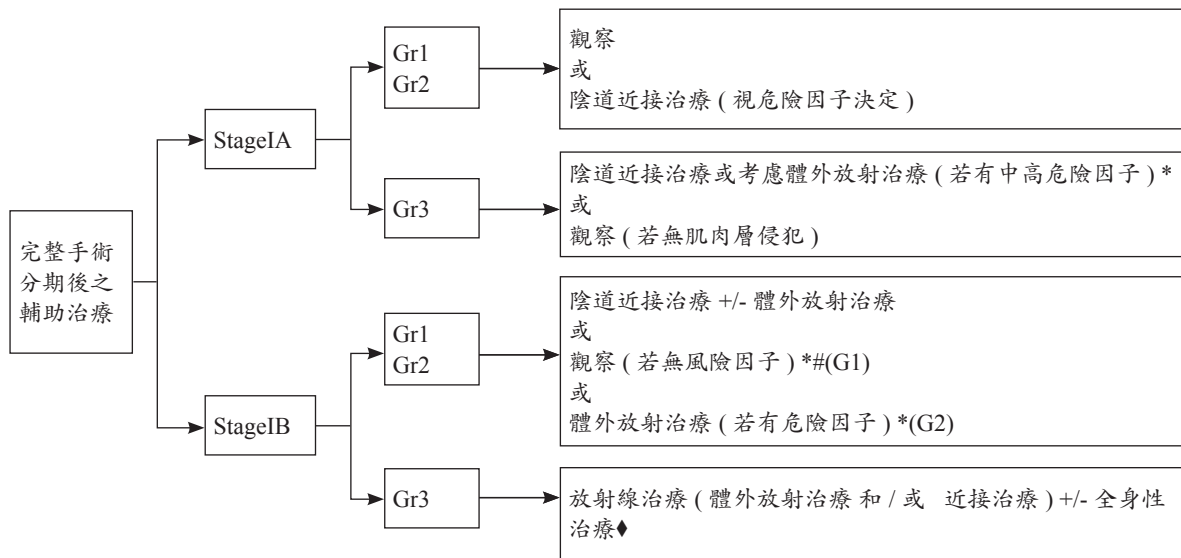 完整手術
分期後之
輔助治療
StageIA
Gr1
Gr2
觀察
或
陰道近接治療 ( 視危險因子決定 )
Gr3
陰道近接治療或考慮體外放射治療 ( 若有中高危險因子 ) *
或
觀察 ( 若無肌肉層侵犯 )
StageIB
Gr1
Gr2
陰道近接治療 +/- 體外放射治療
或
觀察 ( 若無風險因子 ) *#(G1)
或
體外放射治療 ( 若有危險因子 ) *(G2)
Gr3
放射線治療 ( 體外放射治療 和 / 或 近接治療 ) +/- 全身性
治療♦